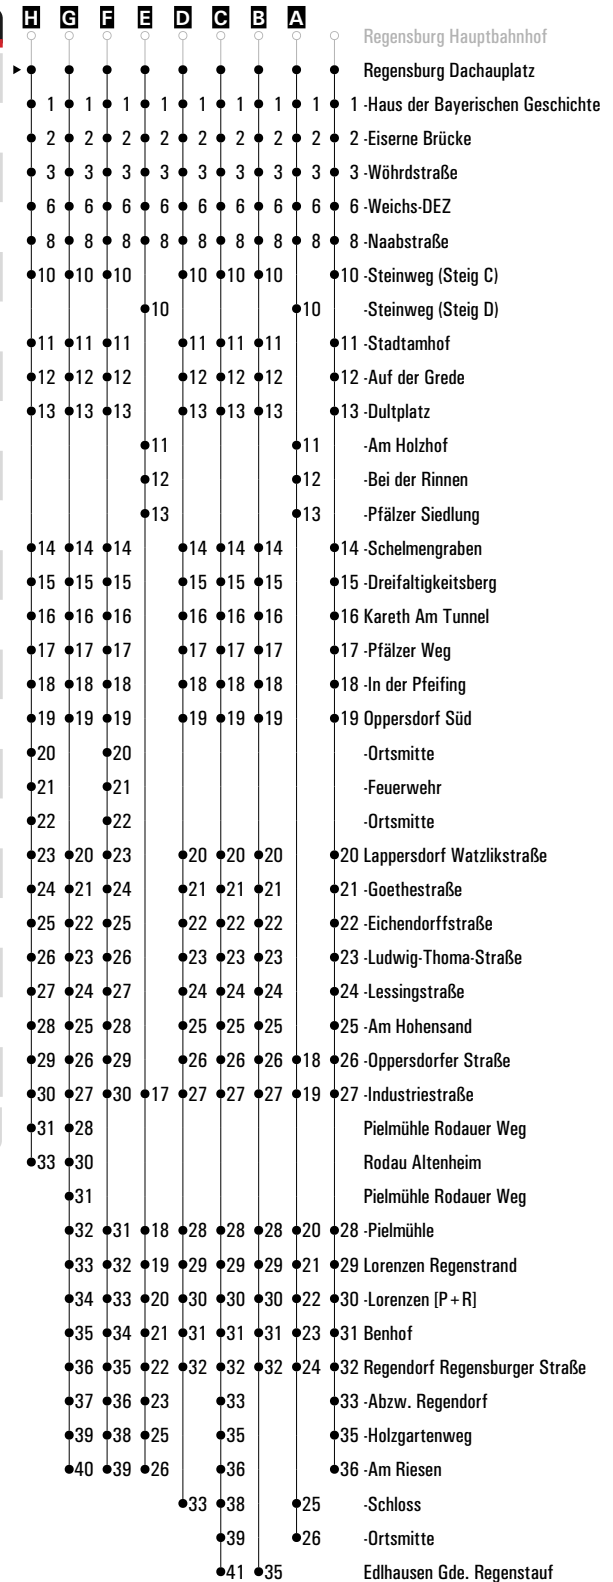 H G F E D C B A
Regensburg Hauptbahnhof
Regensburg Dachauplatz
1 1 1 1 1 1 1 1 1 -Haus der Bayerischen Geschichte
2 2 2 2 2 2 2 2 2 -Eiserne Brücke
3 3 3 3 3 3 3 3 3 -Wöhrdstraße
6 6 6 6 6 6 6 6 6 -Weichs-DEZ
8 8 8 8 8 8 8 8 8 -Naabstraße
10 10 10 10 10 10 10 -Steinweg (Steig C)
10 10 -Steinweg (Steig D)
11 11 11 11 11 11 11 -Stadtamhof
12 12 12 12 12 12 12 -Auf der Grede
13 13 13 13 13 13 13 -Dultplatz
11 11 -Am Holzhof
12 12 -Bei der Rinnen
13 13 -Pfälzer Siedlung
14 14 14 14 14 14 14 -Schelmengraben
15 15 15 15 15 15 15 -Dreifaltigkeitsberg
16 16 16 16 16 16 16 Kareth Am Tunnel
17 17 17 17 17 17 17 -Pfälzer Weg
18 18 18 18 18 18 18 -In der Pfeifing
19 19 19 19 19 19 19 Oppersdorf Süd
20 20 -Ortsmitte
21 21 -Feuerwehr
22 22 -Ortsmitte
23 20 23 20 20 20 20 Lappersdorf Watzlikstraße
24 21 24 21 21 21 21 -Goethestraße
25 22 25 22 22 22 22 -Eichendorffstraße
26 23 26 23 23 23 23 -Ludwig-Thoma-Straße
27 24 27 24 24 24 24 -Lessingstraße
28 25 28 25 25 25 25 -Am Hohensand
29 26 29 26 26 26 18 26 -Oppersdorfer Straße
30 27 30 17 27 27 27 19 27 -Industriestraße
31 28 Pielmühle Rodauer Weg
33 30 Rodau Altenheim
31 Pielmühle Rodauer Weg
32 31 18 28 28 28 20 28 -Pielmühle
33 32 19 29 29 29 21 29 Lorenzen Regenstrand
34 33 20 30 30 30 22 30 -Lorenzen [P+R]
35 34 21 31 31 31 23 31 Benhof
36 35 22 32 32 32 24 32 Regendorf Regensburger Straße
37 36 23 33 33 -Abzw. Regendorf
39 38 25 35 35 -Holzgartenweg
40 39 26 36 36 -Am Riesen
33 38 25 -Schloss
39 26 -Ortsmitte
41 35 Edlhausen Gde. Regenstauf